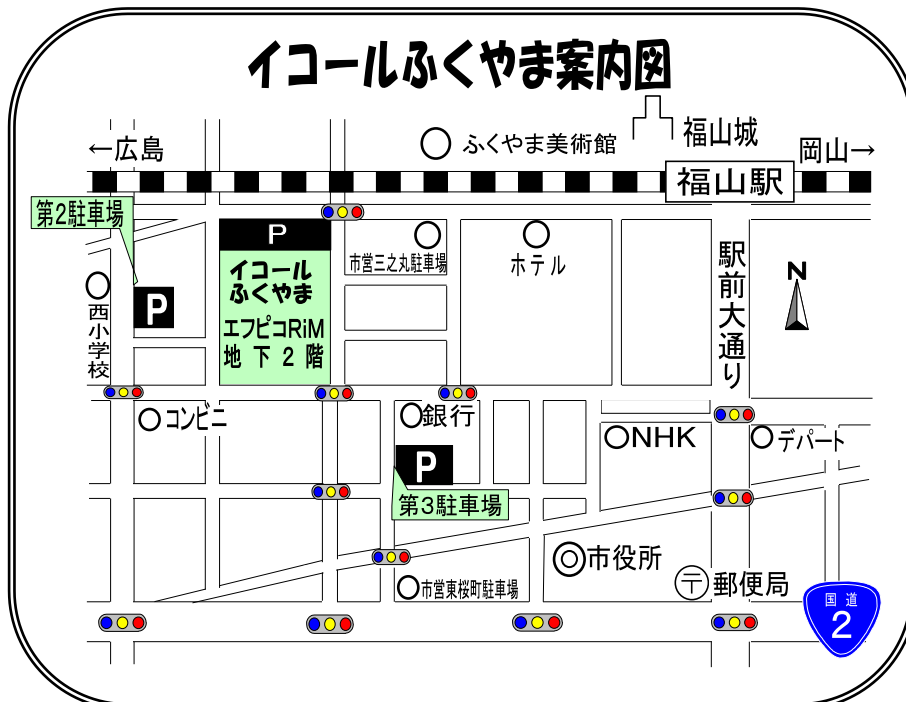 イコールふくやま案内図
←広島
ふくやま美術館
福山城
岡山→
福山駅
第2駐車場
P
市営三之丸駐車場
ホテル
駅前大通り
N
イコール
ふくやま
エフピコRiM
地下2階
P
西小学校
コンビニ
銀行
NHK
デパート
P
第3駐車場
市役所
市営東桜町駐車場
〒郵便局
国道
2